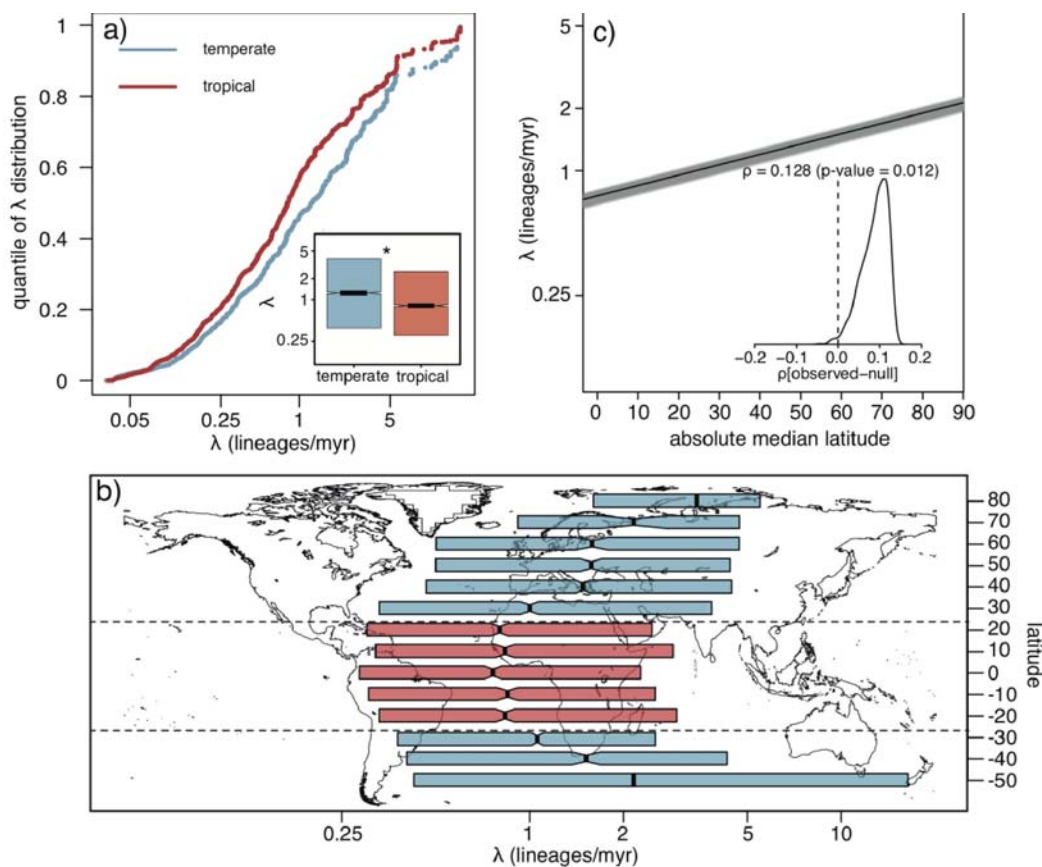 a)
temperate
tropical
quantile of λ distribution
1
0.8
0.6
0.4
0.2
0
0.05 0.25 1 5
λ (lineages/myr)
*
λ
5
2
1
0.25
temperate tropical
c)
λ (lineages/myr)
5
2
1
0.25
ρ = 0.128 (p-value = 0.012)
-0.2 -0.1 0.0 0.1 0.2
ρ[observed-null]
0 10 20 30 40 50 60 70 80 90
absolute median latitude
b)
80
70
60
50
40
30
20
10
0
-10
-20
-30
-40
-50
latitude
0.25 1 2 5 10
λ (lineages/myr)